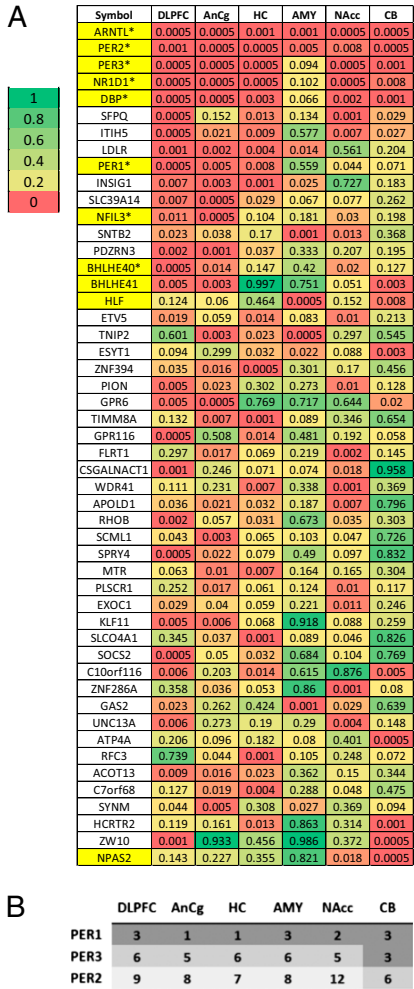 A
Symbol DLPFC AnCg HC AMY NAcc CB
ARNTL* 0.0005 0.0005 0.001 0.001 0.0005 0.0005
PER2* 0.001 0.0005 0.0005 0.005 0.008 0.0005
PER3* 0.0005 0.0005 0.0005 0.094 0.0005 0.001
NR1D1* 0.0005 0.0005 0.0005 0.102 0.0005 0.008
DBP* 0.0005 0.0005 0.003 0.066 0.002 0.001
SFPQ 0.0005 0.152 0.013 0.134 0.001 0.029
ITIH5 0.0005 0.021 0.009 0.577 0.007 0.027
LDLR 0.001 0.002 0.004 0.014 0.561 0.204
PER1* 0.0005 0.005 0.008 0.559 0.044 0.071
INSIG1 0.007 0.003 0.001 0.025 0.727 0.183
SLC39A14 0.007 0.0005 0.029 0.067 0.077 0.262
NFIL3* 0.011 0.0005 0.104 0.181 0.03 0.198
SNTB2 0.023 0.038 0.17 0.001 0.013 0.368
PDZRN3 0.002 0.001 0.037 0.333 0.207 0.195
BHLHE40* 0.0005 0.014 0.147 0.42 0.02 0.127
BHLHE41 0.005 0.003 0.997 0.751 0.051 0.003
HLF 0.124 0.06 0.464 0.0005 0.152 0.008
ETV5 0.019 0.059 0.014 0.083 0.01 0.213
TNIP2 0.601 0.003 0.023 0.0005 0.297 0.545
ESYT1 0.094 0.299 0.032 0.022 0.088 0.003
ZNF394 0.035 0.016 0.0005 0.301 0.17 0.456
PION 0.005 0.023 0.302 0.273 0.01 0.128
GPR6 0.005 0.0005 0.769 0.717 0.644 0.02
TIMM8A 0.132 0.007 0.001 0.089 0.346 0.654
GPR116 0.0005 0.508 0.014 0.481 0.192 0.058
FLRT1 0.297 0.017 0.069 0.219 0.002 0.145
CSGALNACT1 0.001 0.246 0.071 0.074 0.018 0.958
WDR41 0.111 0.231 0.007 0.338 0.001 0.369
APOLD1 0.036 0.021 0.032 0.187 0.007 0.796
RHOB 0.002 0.057 0.031 0.673 0.035 0.303
SCML1 0.043 0.003 0.065 0.103 0.047 0.726
SPRY4 0.0005 0.022 0.079 0.49 0.097 0.832
MTR 0.063 0.01 0.007 0.164 0.165 0.304
PLSCR1 0.252 0.017 0.061 0.124 0.01 0.117
EXOC1 0.029 0.04 0.059 0.221 0.011 0.246
KLF11 0.005 0.006 0.068 0.918 0.088 0.259
SLCO4A1 0.345 0.037 0.001 0.089 0.046 0.826
SOCS2 0.0005 0.05 0.032 0.684 0.104 0.769
C10orf116 0.006 0.203 0.014 0.615 0.876 0.005
ZNF286A 0.358 0.036 0.053 0.86 0.001 0.08
GAS2 0.023 0.262 0.424 0.001 0.029 0.639
UNC13A 0.006 0.273 0.19 0.29 0.004 0.148
ATP4A 0.206 0.096 0.182 0.08 0.401 0.0005
RFC3 0.739 0.044 0.001 0.105 0.248 0.072
ACOT13 0.009 0.016 0.023 0.362 0.15 0.344
C7orf68 0.127 0.019 0.004 0.288 0.048 0.475
SYNM 0.044 0.005 0.308 0.027 0.369 0.094
HCRTR2 0.119 0.161 0.013 0.863 0.314 0.001
ZW10 0.001 0.933 0.456 0.986 0.372 0.0005
NPAS2 0.143 0.227 0.355 0.821 0.018 0.0005
1
0.8
0.6
0.4
0.2
0
B
DLPFC AnCg HC AMY NAcc CB
PER1 3 1 1 3 2 3
PER3 6 5 6 6 5 3
PER2 9 8 7 8 12 6